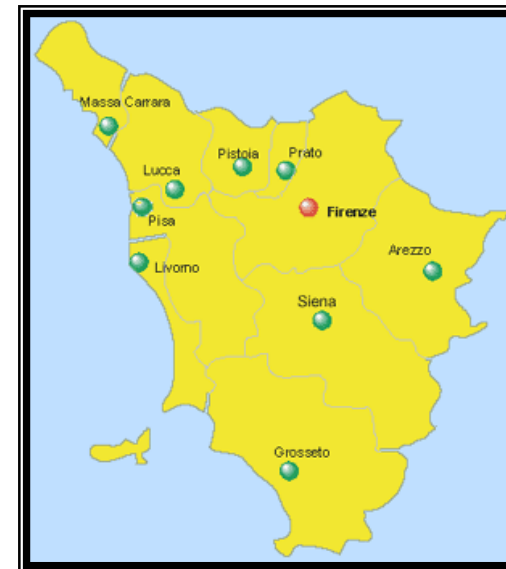 Massa Carrara
Pistoia
Prato
Lucca
Firenze
Pisa
Arezzo
Livorno
Siena
Grosseto